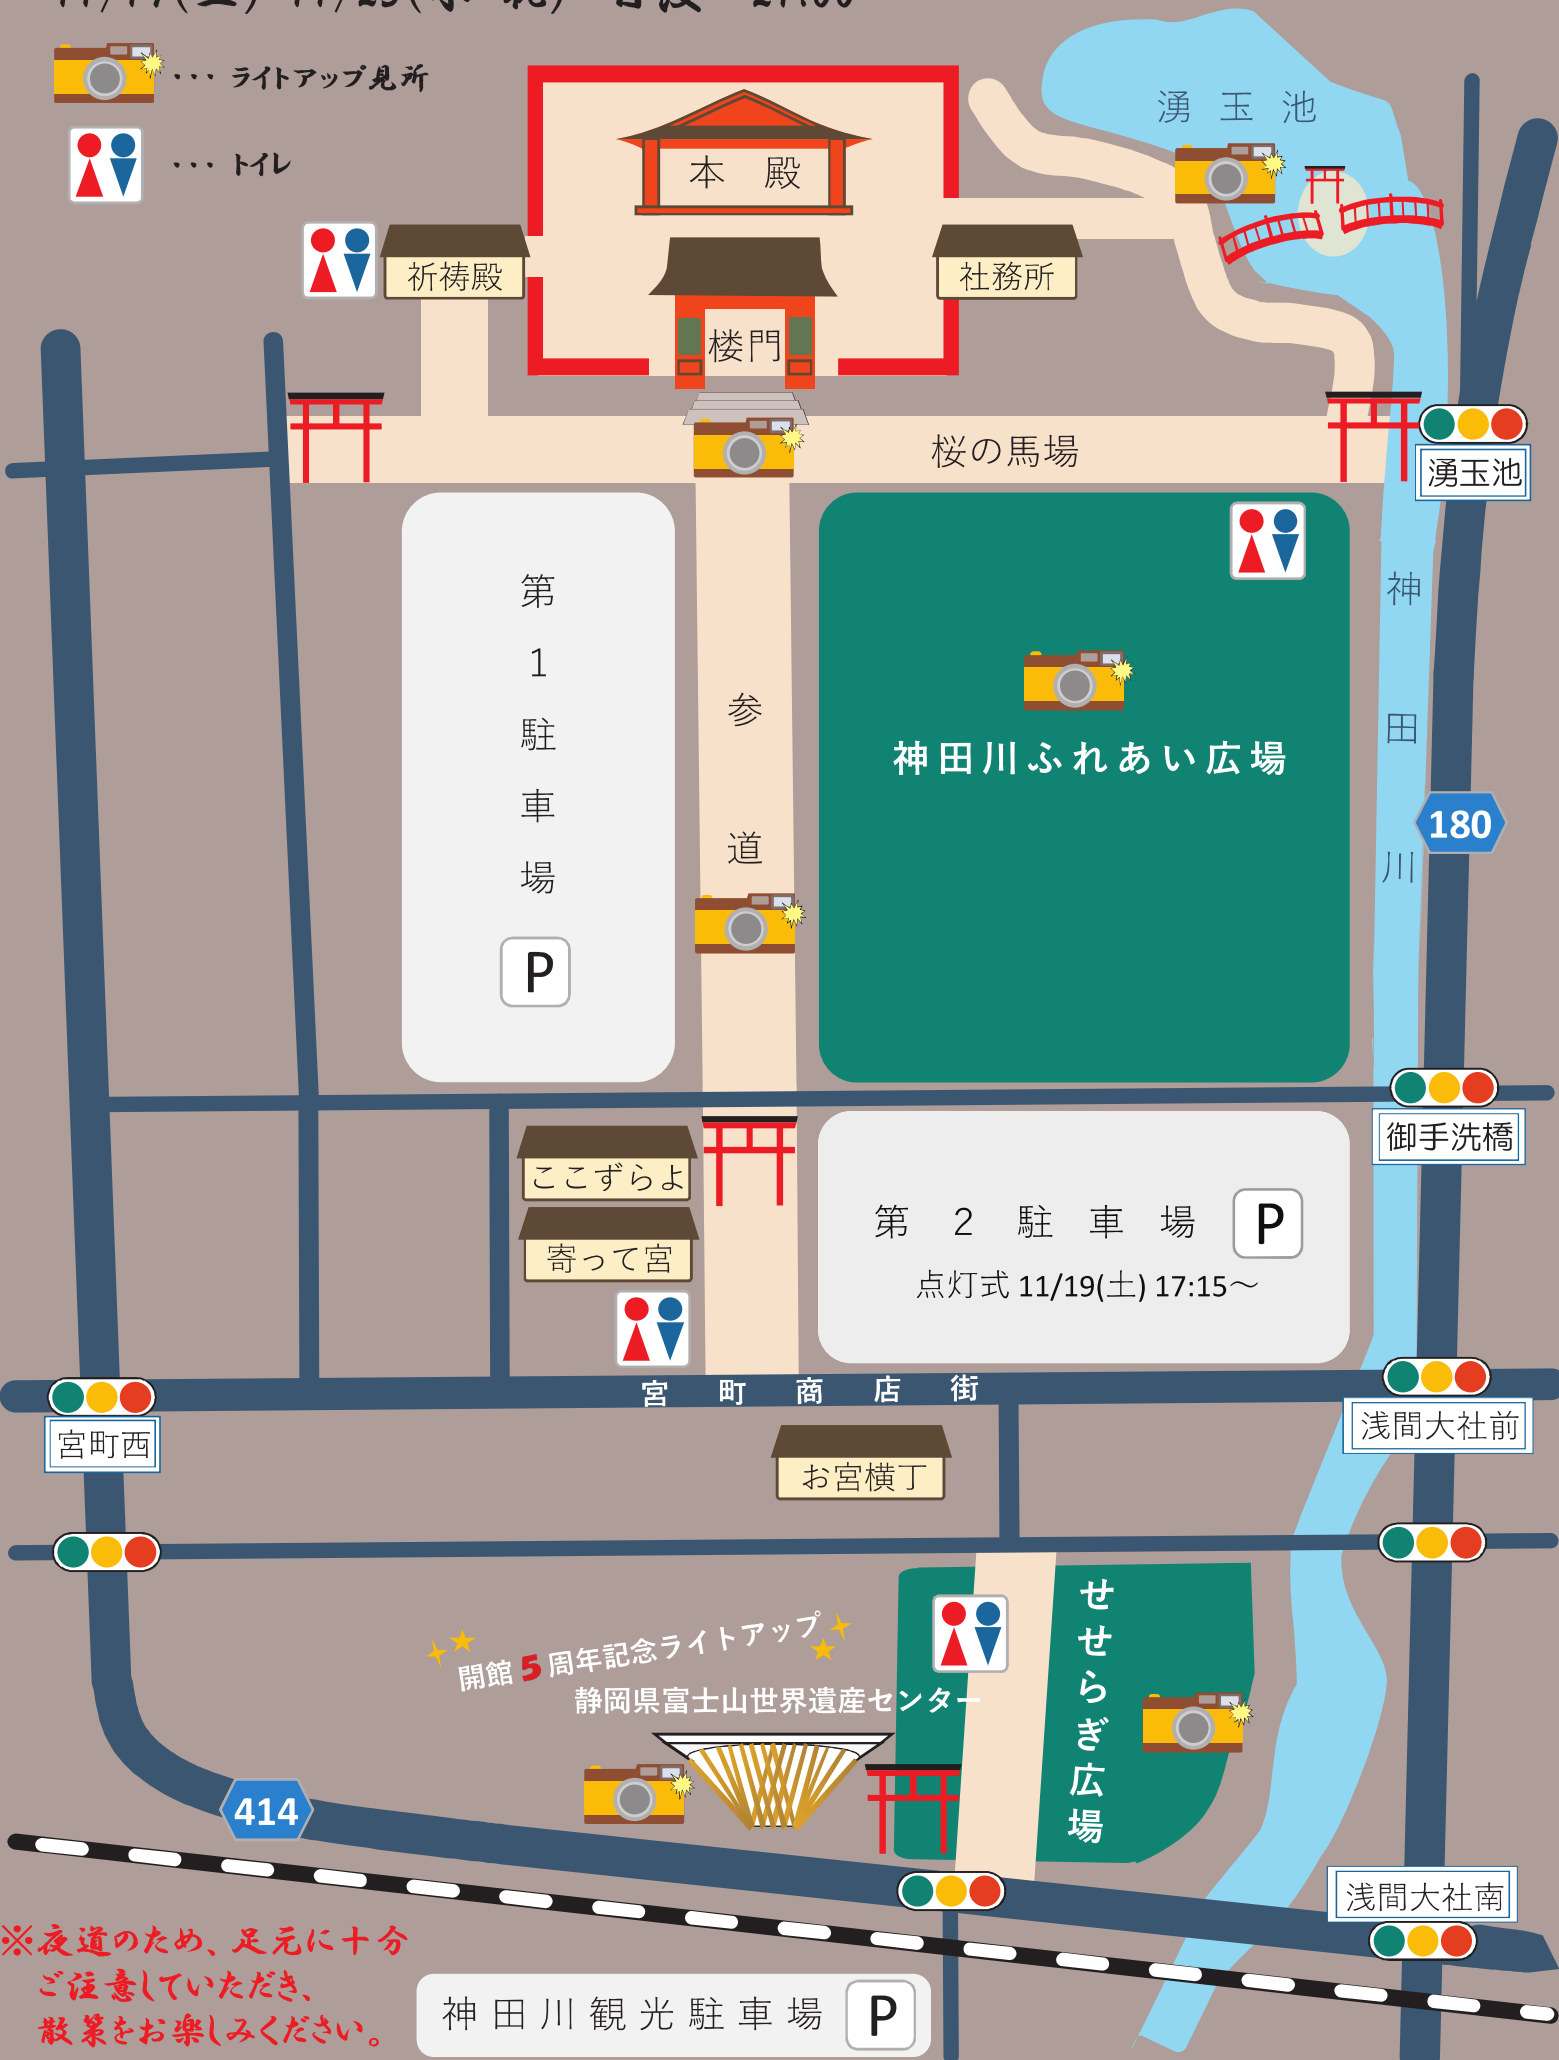 ･･･ ライトアップ見所
･･･ トイレ
湧玉池
本殿
祈祷殿
社務所
楼門
桜の馬場
湧玉池
第1駐車場
P
参道
神田川ふれあい広場
神田川
180
御手洗橋
ここずらよ
寄って宮
第2駐車場 P
点灯式 11/19(土) 17:15～
宮町商店街
宮町西
浅間大社前
お宮横丁
開館5周年記念ライトアップ
静岡県富士山世界遺産センター
せせらぎ広場
414
浅間大社南
※夜道のため、足元に十分
ご注意していただき、
散策をお楽しみください。
神田川観光駐車場 P